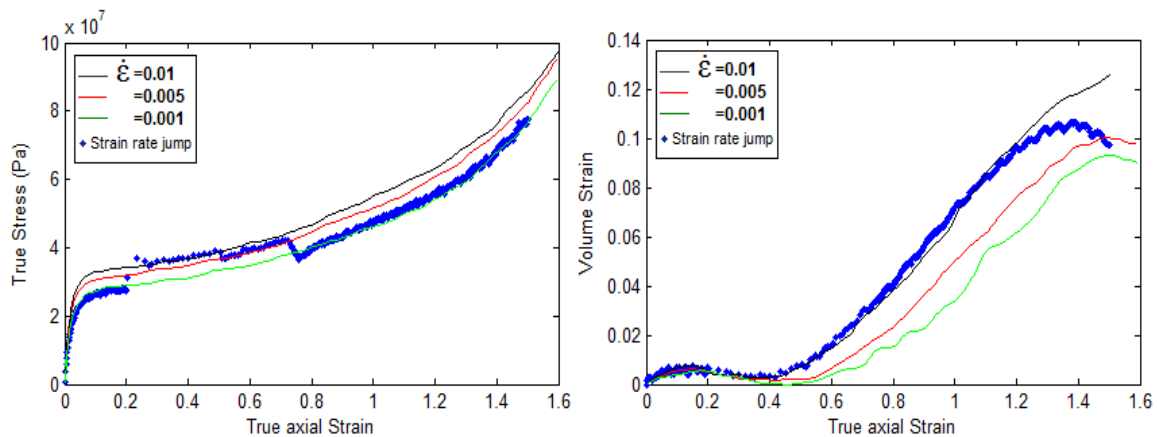 x 10⁷
10
8
6
4
2
0
True Stress (Pa)
ε̇ =0.01
=0.005
=0.001
Strain rate jump
0 0.2 0.4 0.6 0.8 1 1.2 1.4 1.6
True axial Strain
0.14
0.12
0.1
0.08
0.06
0.04
0.02
0
Volume Strain
ε̇ =0.01
=0.005
=0.001
Strain rate jump
0 0.2 0.4 0.6 0.8 1 1.2 1.4 1.6
True axial Strain